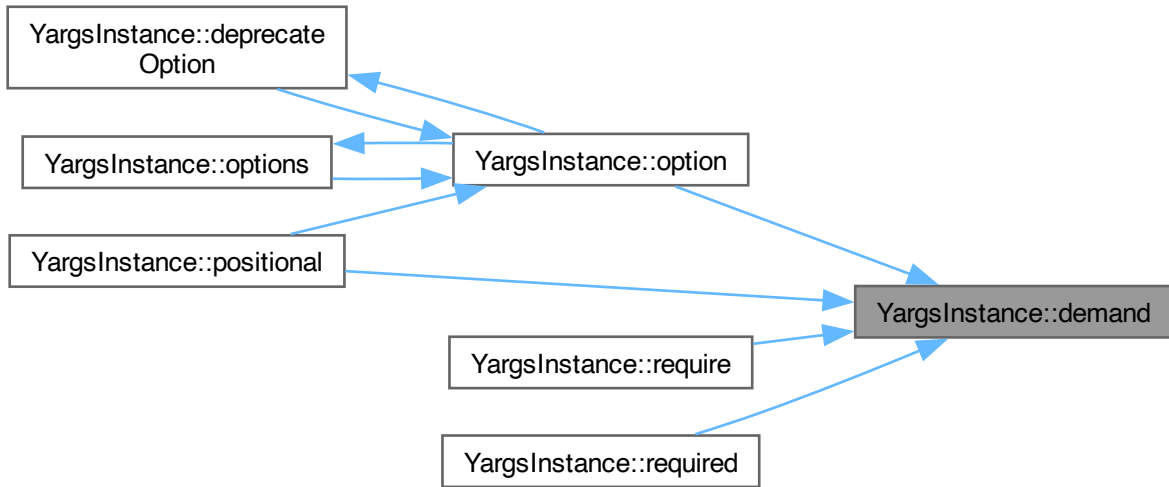 YargsInstance::deprecate
Option
YargsInstance::options
YargsInstance::option
YargsInstance::positional
YargsInstance::demand
YargsInstance::require
YargsInstance::required